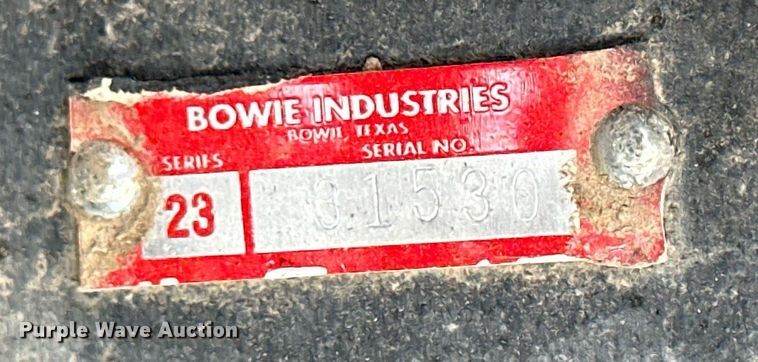 BOWIE INDUSTRIES
BOWIE, TEXAS
SERIES
SERIAL NO.
23
31530
Purple Wave Auction